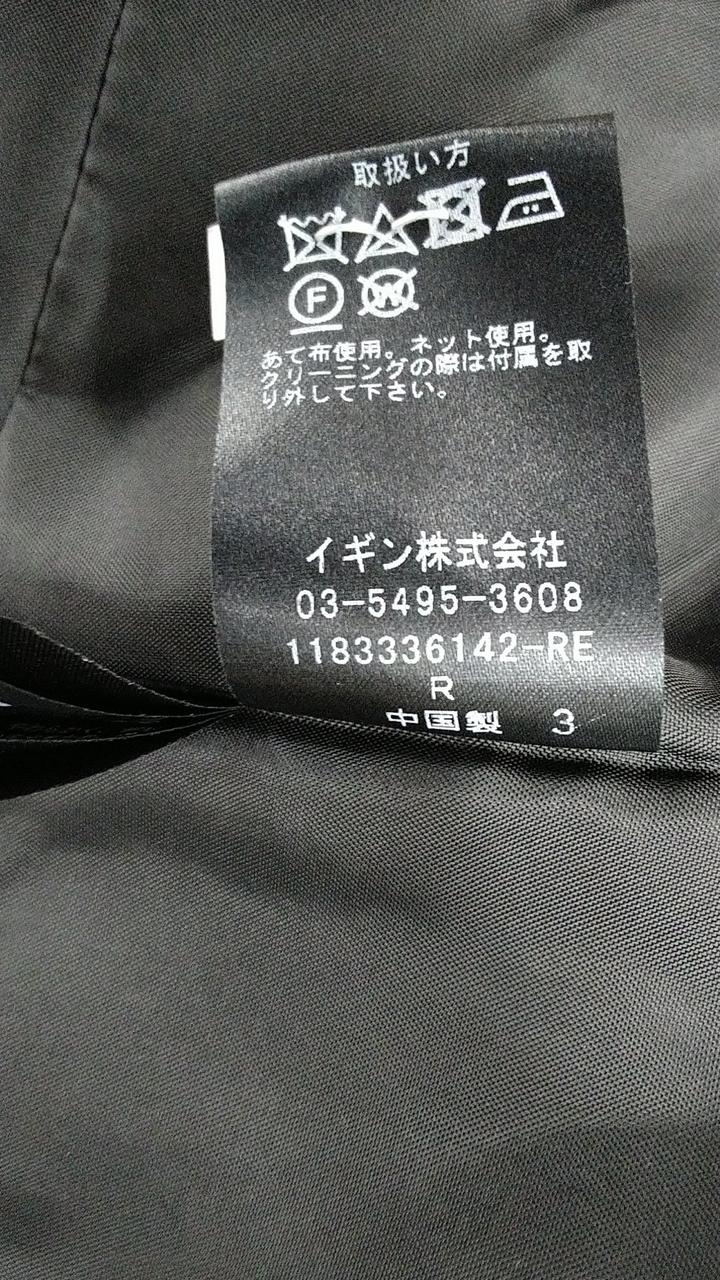 取扱い方
F W
あて布使用。ネット使用。
クリーニングの際は付属を取
り外して下さい。
イギン株式会社
03-5495-3608
1183336142-RE
R
中国製 3